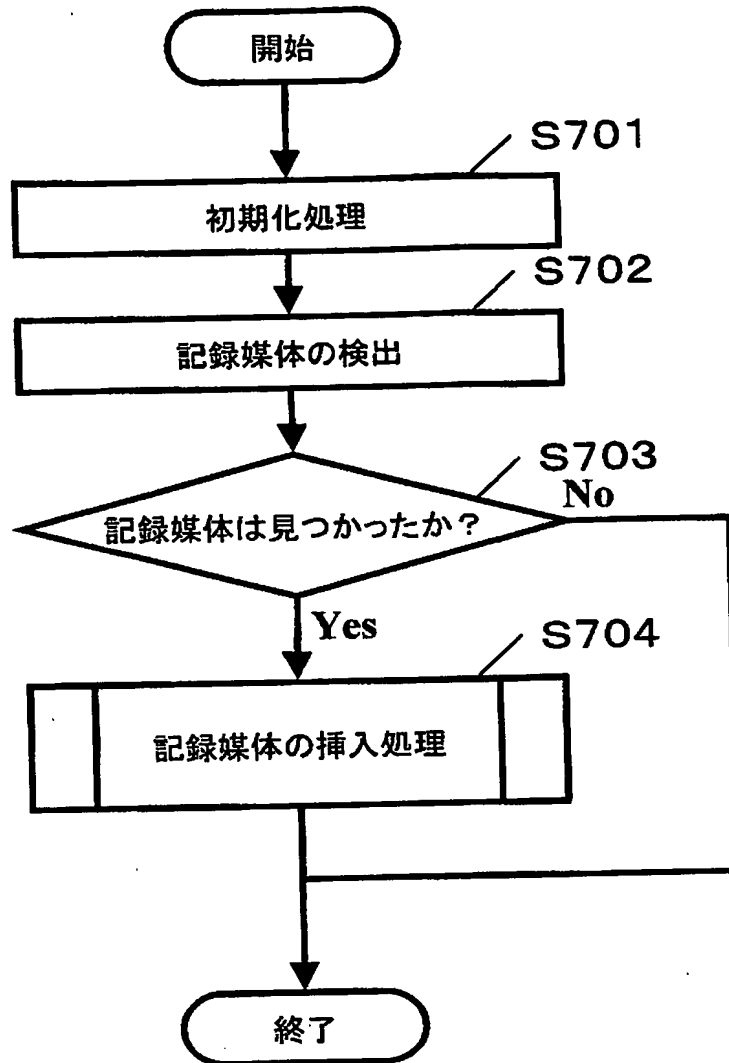 開始
S701
初期化処理
S702
記録媒体の検出
S703
記録媒体は見つかったか?
No
Yes
S704
記録媒体の挿入処理
終了